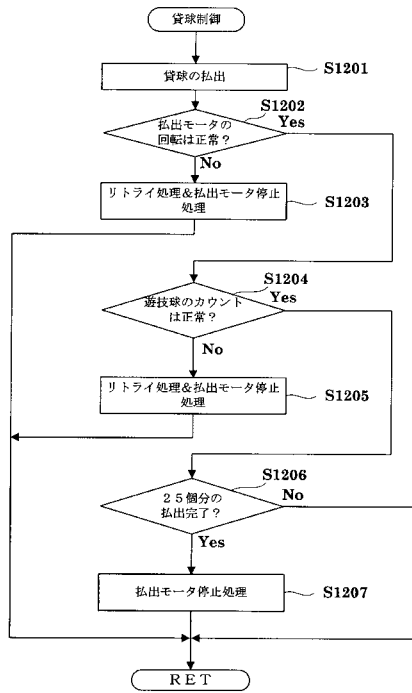 貸球制御
貸球の払出
S1201
S1202
払出モータの
回転は正常？
Yes
No
リトライ処理&払出モータ停止
処理
S1203
S1204
遊技球のカウント
は正常？
Yes
No
リトライ処理&払出モータ停止
処理
S1205
S1206
２５個分の
払出完了？
No
Yes
払出モータ停止処理
S1207
ＲＥＴ